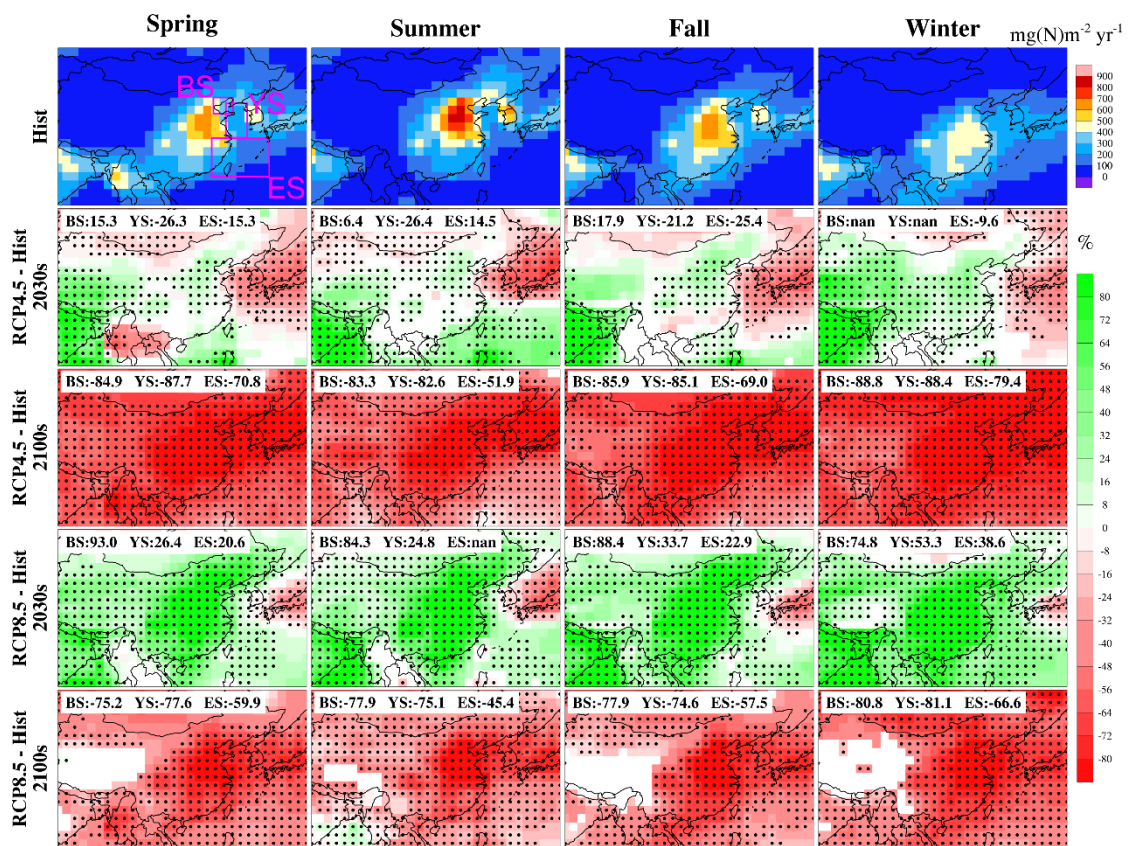 Spring Summer Fall Winter mg(N)m⁻² yr⁻¹
Hist
BS YS
ES
900
800
700
600
500
400
300
200
100
0
RCP4.5 - Hist
2030s
BS:15.3 YS:-26.3 ES:-15.3
BS:6.4 YS:-26.4 ES:14.5
BS:17.9 YS:-21.2 ES:-25.4
BS:nan YS:nan ES:-9.6
%
RCP4.5 - Hist
2100s
BS:-84.9 YS:-87.7 ES:-70.8
BS:-83.3 YS:-82.6 ES:-51.9
BS:-85.9 YS:-85.1 ES:-69.0
BS:-88.8 YS:-88.4 ES:-79.4
RCP8.5 - Hist
2030s
BS:93.0 YS:26.4 ES:20.6
BS:84.3 YS:24.8 ES:nan
BS:88.4 YS:33.7 ES:22.9
BS:74.8 YS:53.3 ES:38.6
RCP8.5 - Hist
2100s
BS:-75.2 YS:-77.6 ES:-59.9
BS:-77.9 YS:-75.1 ES:-45.4
BS:-77.9 YS:-74.6 ES:-57.5
BS:-80.8 YS:-81.1 ES:-66.6
80
72
64
56
48
40
32
24
16
8
0
-8
-16
-24
-32
-40
-48
-56
-64
-72
-80